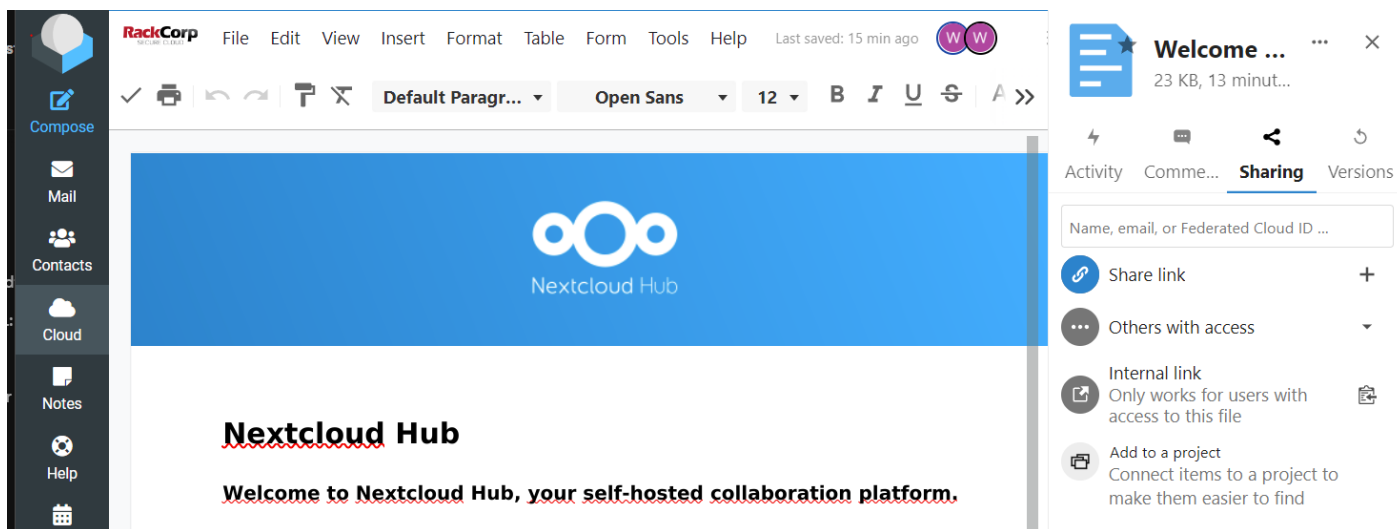 RackCorp
SECURE CLOUD
File Edit View Insert Format Table Form Tools Help Last saved: 15 min ago W W
Default Paragr... Open Sans 12 B I U S A
Compose
Mail
Contacts
Cloud
Notes
Help
Nextcloud Hub
Nextcloud Hub
Welcome to Nextcloud Hub, your self-hosted collaboration platform.
Welcome ...
23 KB, 13 minut...
Activity Comme... Sharing Versions
Name, email, or Federated Cloud ID ...
Share link
Others with access
Internal link
Only works for users with
access to this file
Add to a project
Connect items to a project to
make them easier to find